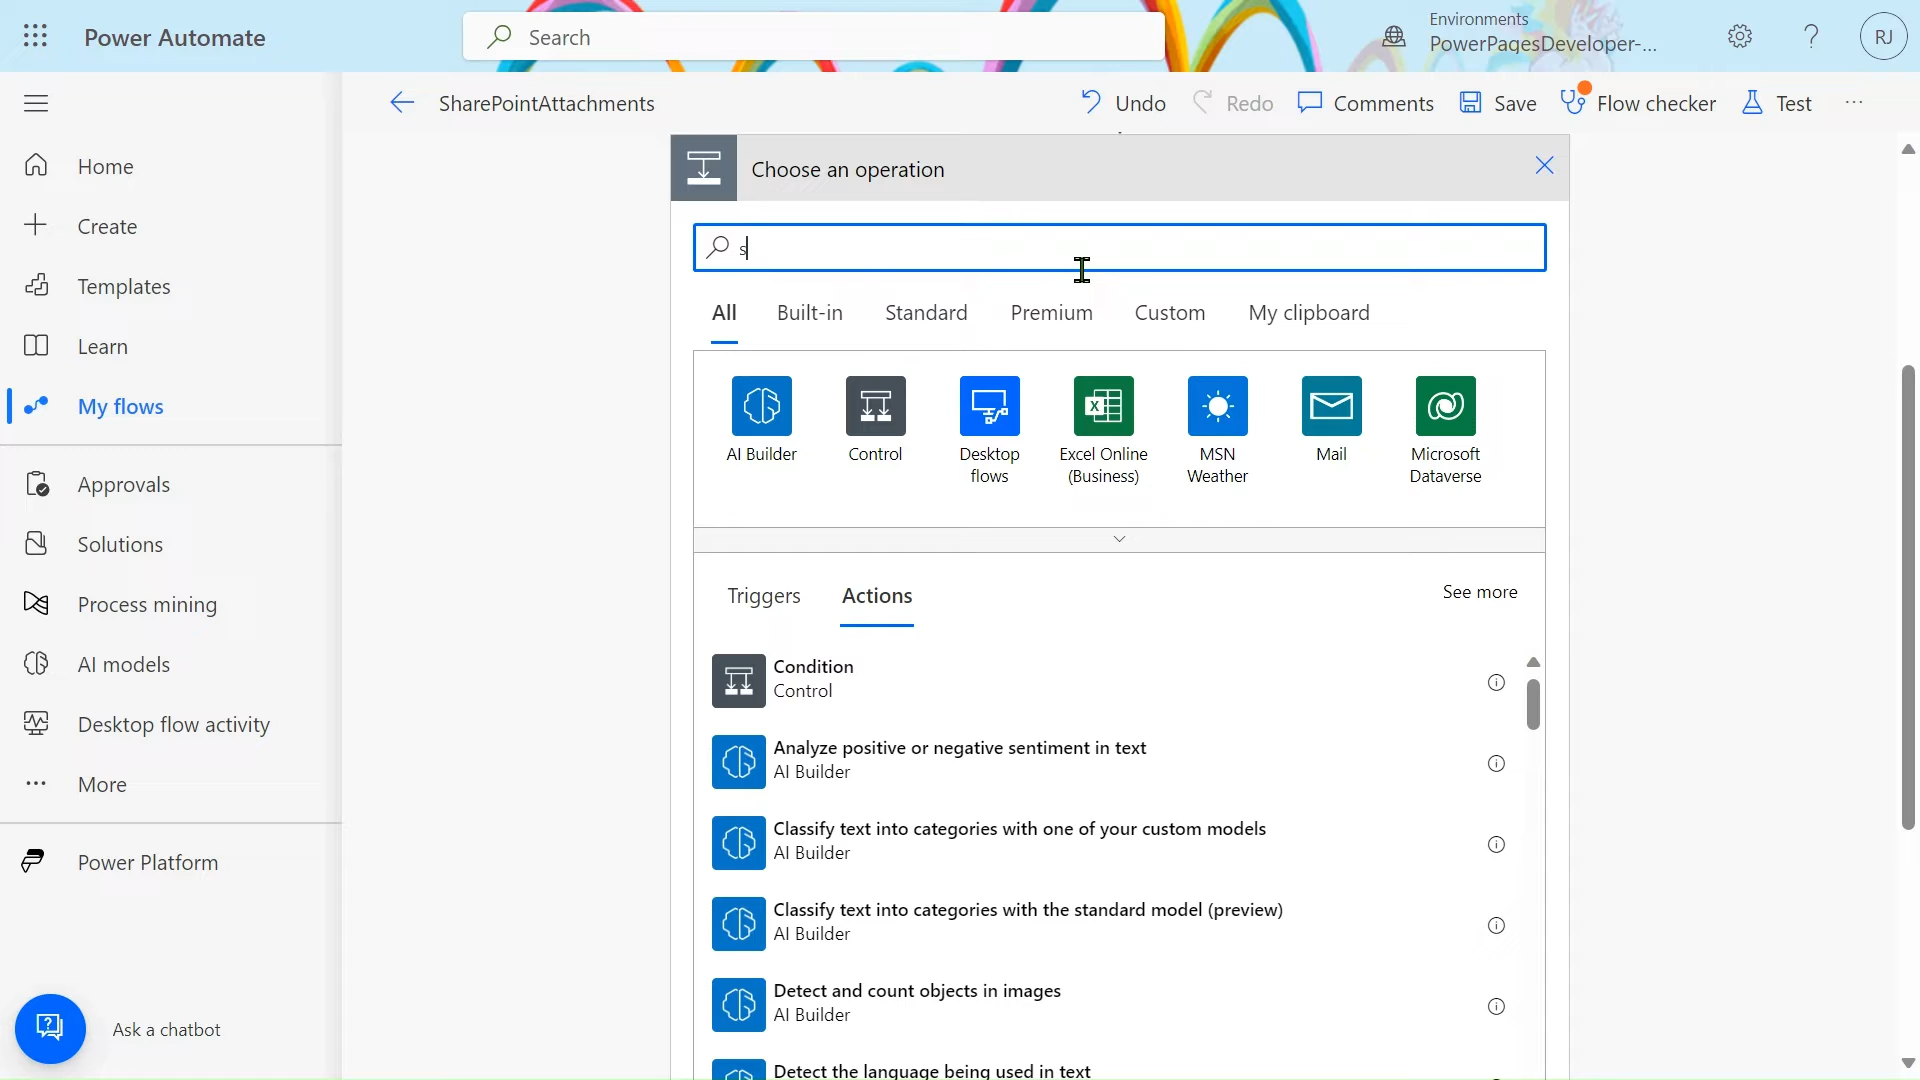 Power Automate
Search
Environments
PowerPagesDeveloper-...
RJ
SharePointAttachments
Undo
Redo
Comments
Save
Flow checker
Test
...
Home
Create
Templates
Learn
My flows
Approvals
Solutions
Process mining
AI models
Desktop flow activity
More
Power Platform
Ask a chatbot
Choose an operation
s
All
Built-in
Standard
Premium
Custom
My clipboard
AI Builder
Control
Desktop
flows
Excel Online
(Business)
MSN
Weather
Mail
Microsoft
Dataverse
Triggers
Actions
See more
Condition
Control
Analyze positive or negative sentiment in text
AI Builder
Classify text into categories with one of your custom models
AI Builder
Classify text into categories with the standard model (preview)
AI Builder
Detect and count objects in images
AI Builder
Detect the language being used in text